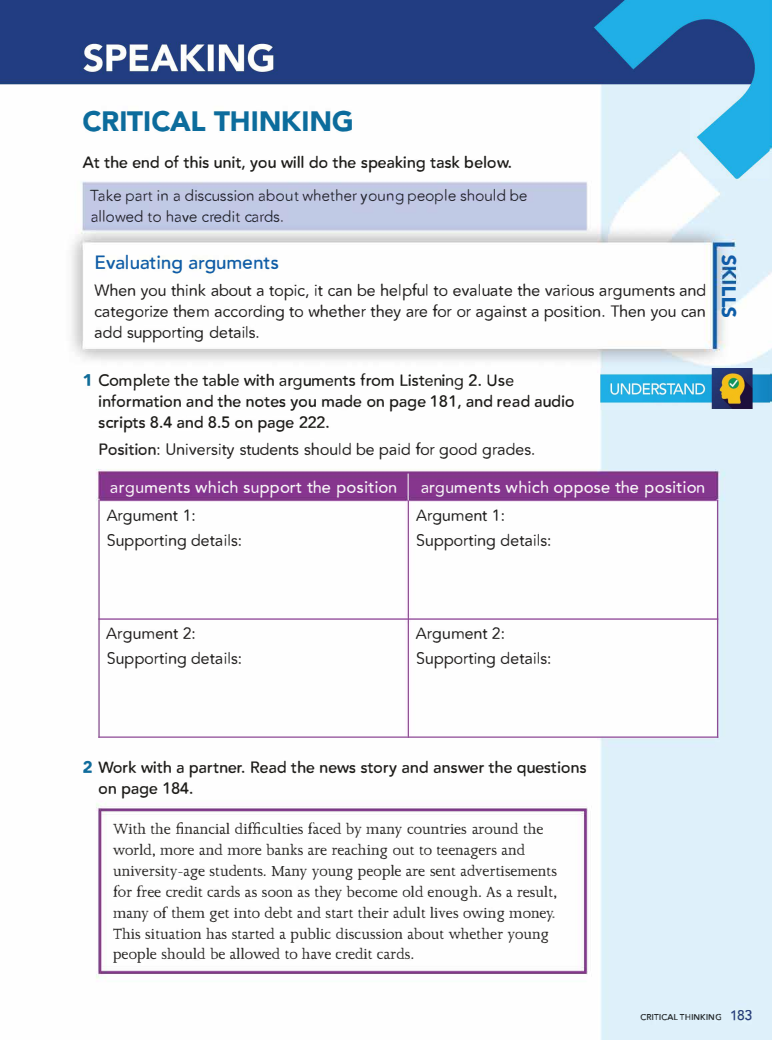 SPEAKING
CRITICAL THINKING
At the end of this unit, you will do the speaking task below.
Take part in a discussion about whether young people should be
allowed to have credit cards.
SKILLS
Evaluating arguments
When you think about a topic, it can be helpful to evaluate the various arguments and
categorize them according to whether they are for or against a position. Then you can
add supporting details.
UNDERSTAND
1 Complete the table with arguments from Listening 2. Use
information and the notes you made on page 181, and read audio
scripts 8.4 and 8.5 on page 222.
Position: University students should be paid for good grades.
arguments which support the position
arguments which oppose the position
Argument 1:
Supporting details:
Argument 1:
Supporting details:
Argument 2:
Supporting details:
Argument 2:
Supporting details:
2 Work with a partner. Read the news story and answer the questions
on page 184.
With the financial difficulties faced by many countries around the
world, more and more banks are reaching out to teenagers and
university-age students. Many young people are sent advertisements
for free credit cards as soon as they become old enough. As a result,
many of them get into debt and start their adult lives owing money.
This situation has started a public discussion about whether young
people should be allowed to have credit cards.
CRITICAL THINKING 183